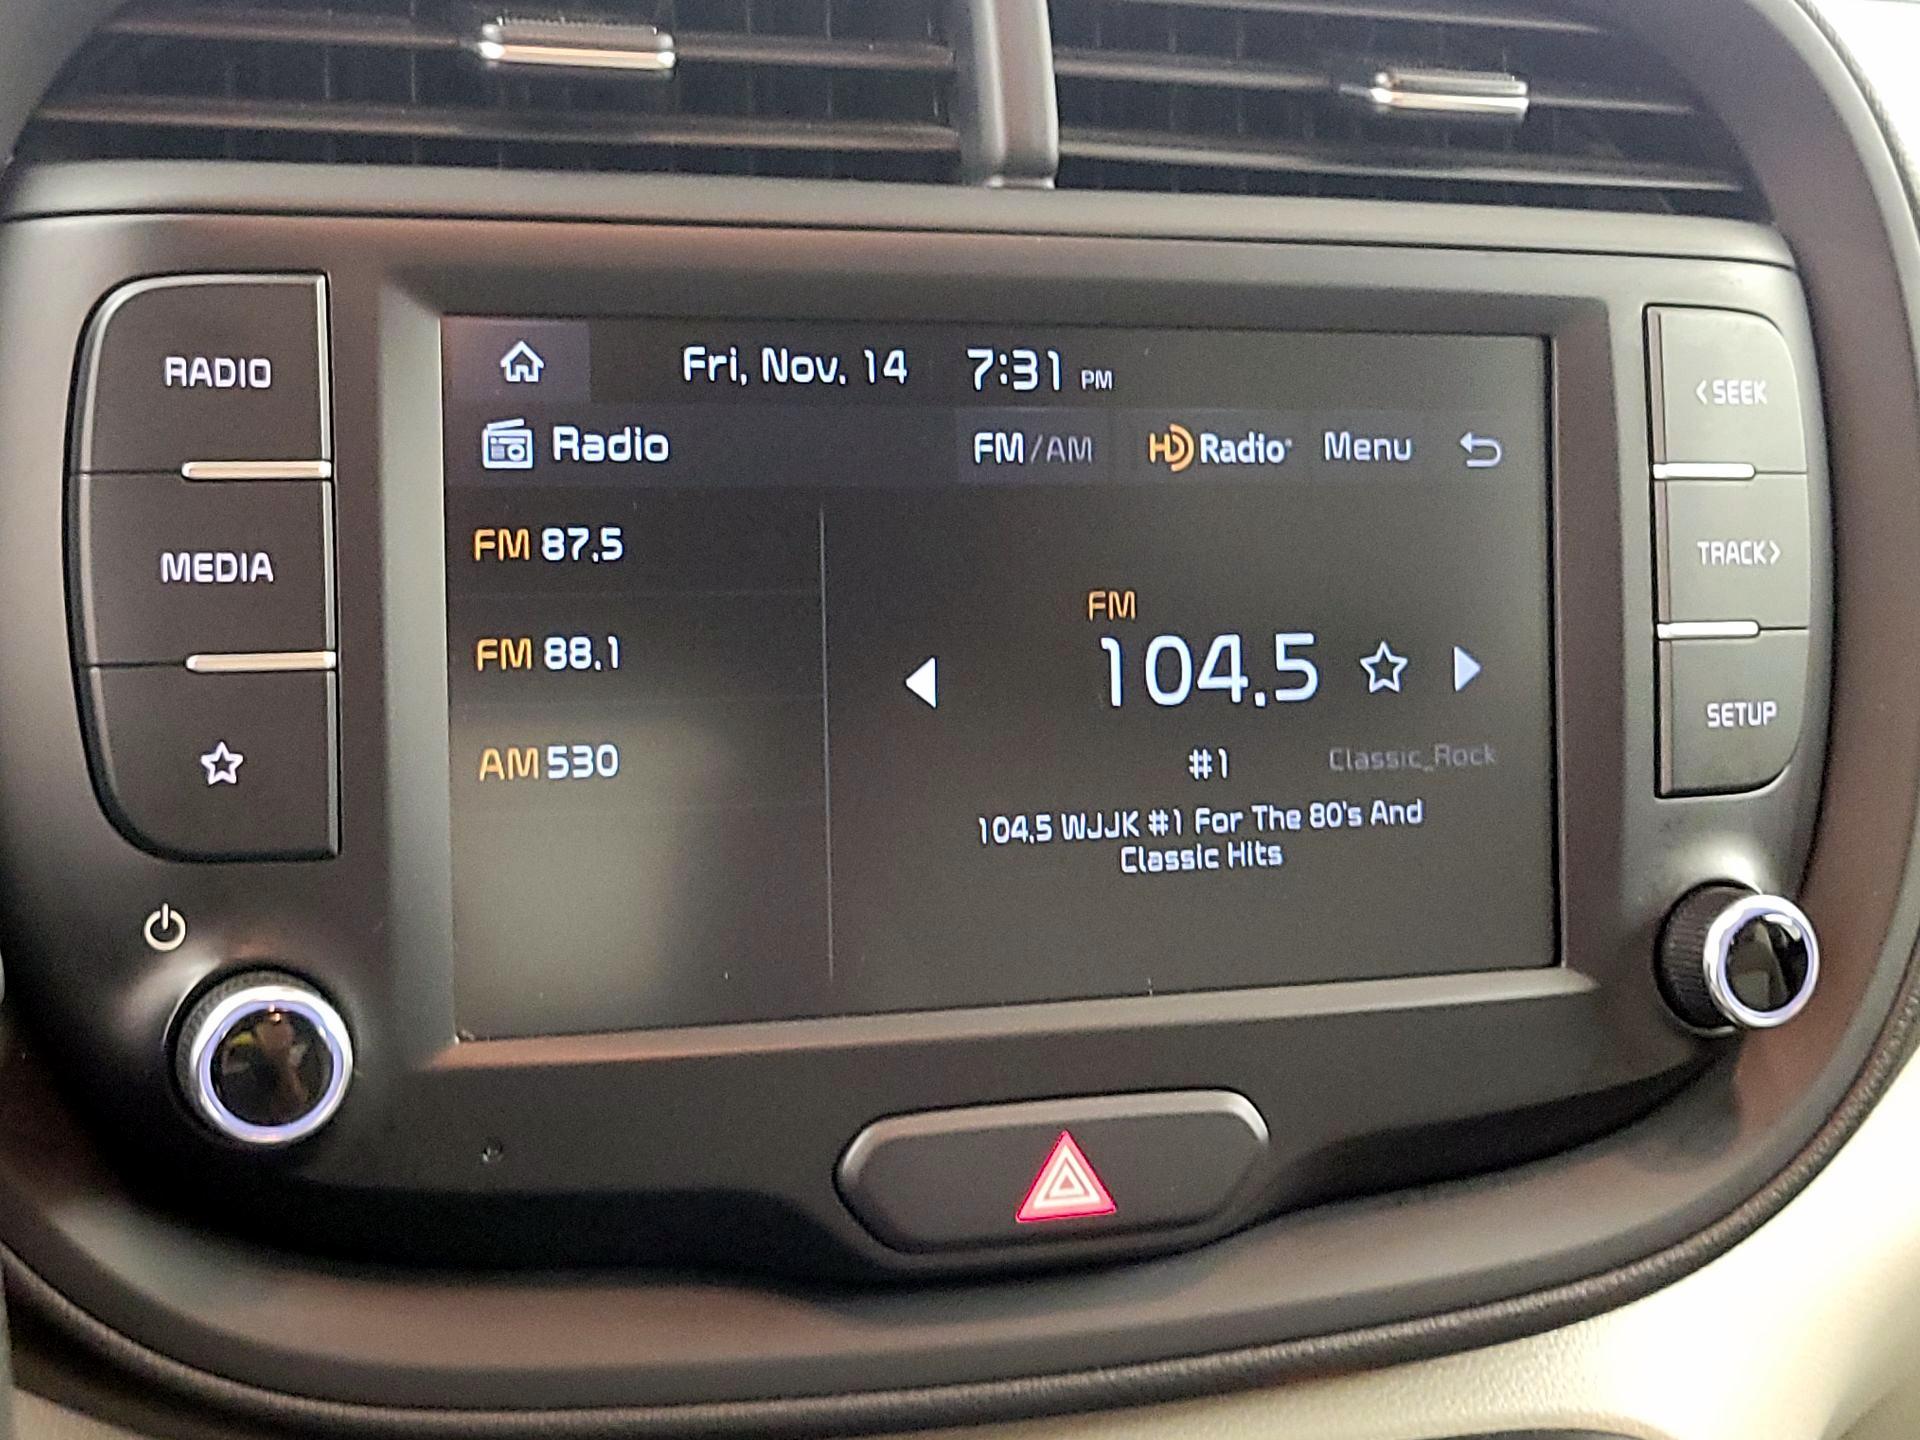 RADIO
MEDIA
Fri, Nov. 14 7:31 PM
Radio FM/AM HD Radio Menu
FM 87.5
FM 88.1
AM 530
FM
104.5
#1 Classic_Rock
104.5 WJJK #1 For The 80's And
Classic Hits
<SEEK
TRACK>
SETUP